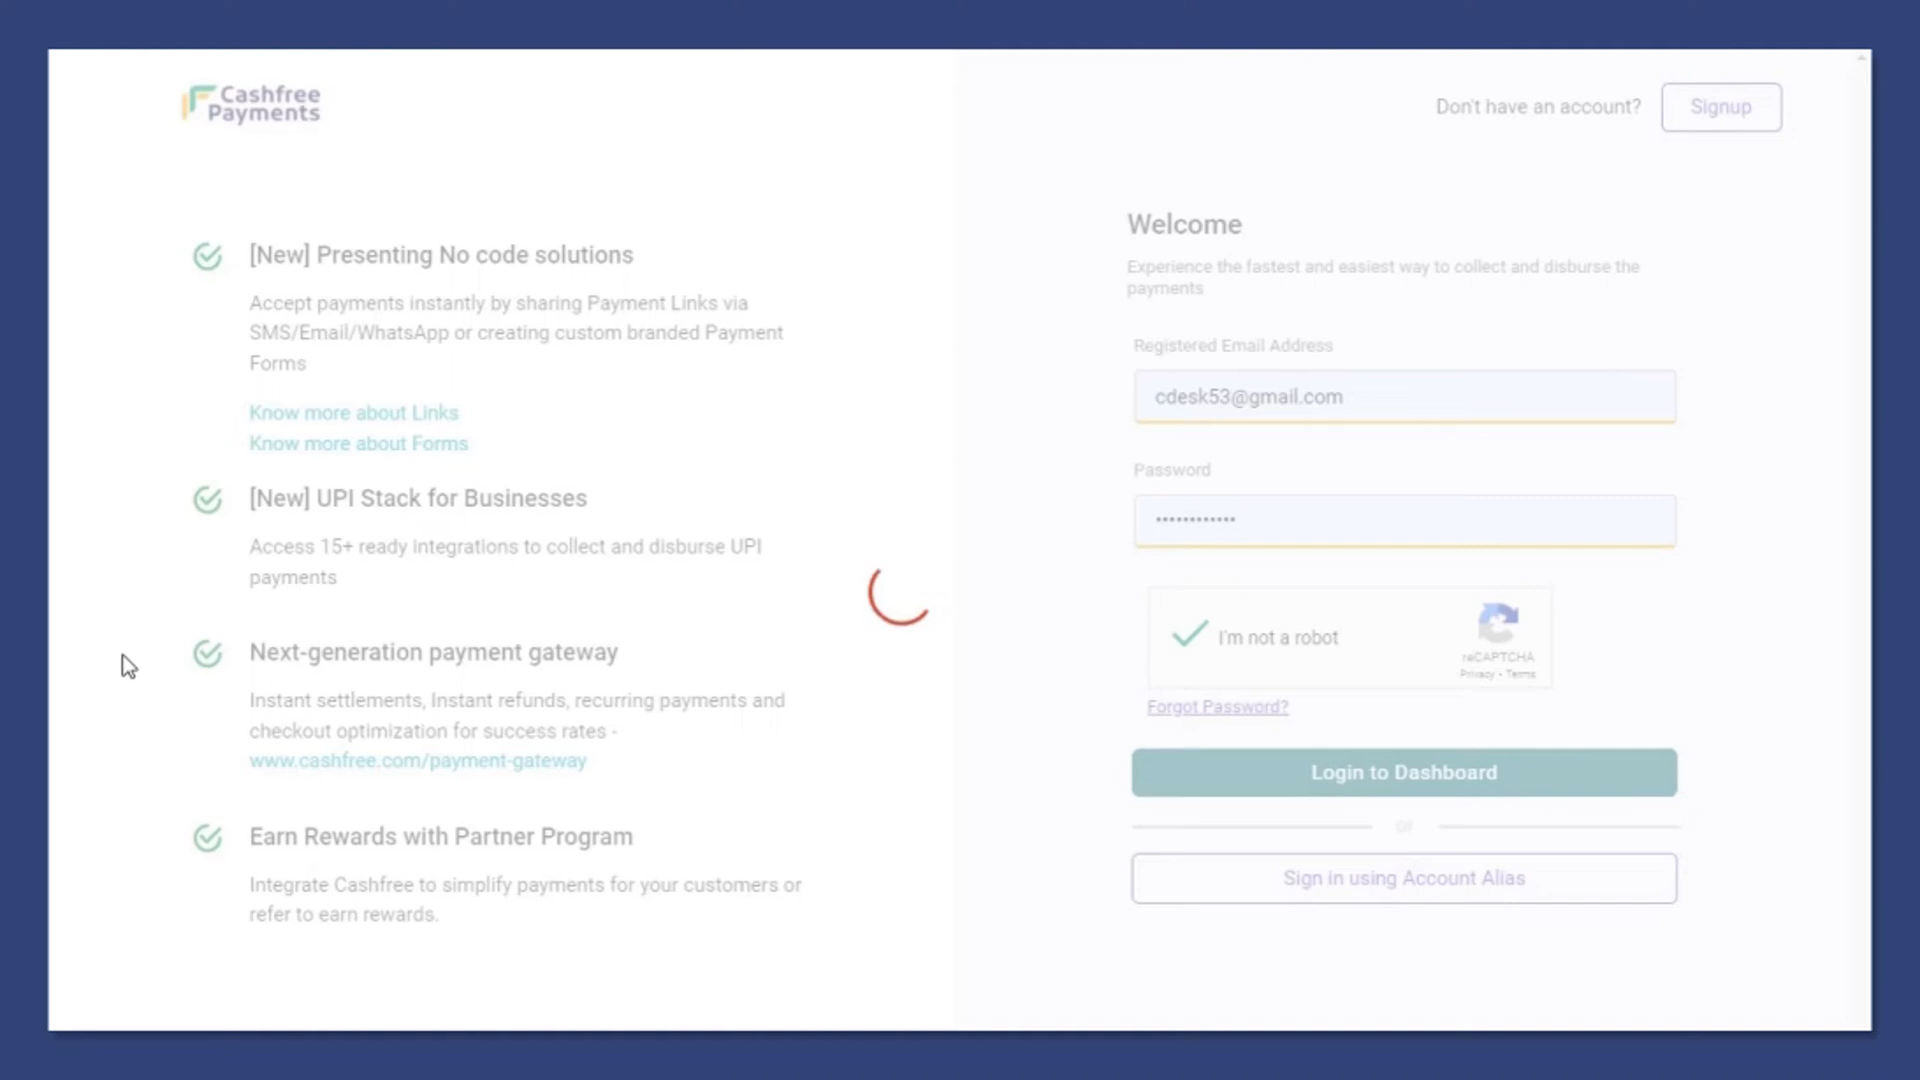 Cashfree
Payments
Don't have an account?
Signup
[New] Presenting No code solutions
Accept payments instantly by sharing Payment Links via
SMS/Email/WhatsApp or creating custom branded Payment
Forms
Know more about Links
Know more about Forms
[New] UPI Stack for Businesses
Access 15+ ready integrations to collect and disburse UPI
payments
Next-generation payment gateway
Instant settlements, Instant refunds, recurring payments and
checkout optimization for success rates -
www.cashfree.com/payment-gateway
Earn Rewards with Partner Program
Integrate Cashfree to simplify payments for your customers or
refer to earn rewards.
Welcome
Experience the fastest and easiest way to collect and disburse the
payments
Registered Email Address
cdesk53@gmail.com
Password
••••••••••••
I'm not a robot
reCAPTCHA
Privacy - Terms
Forgot Password?
Login to Dashboard
or
Sign in using Account Alias